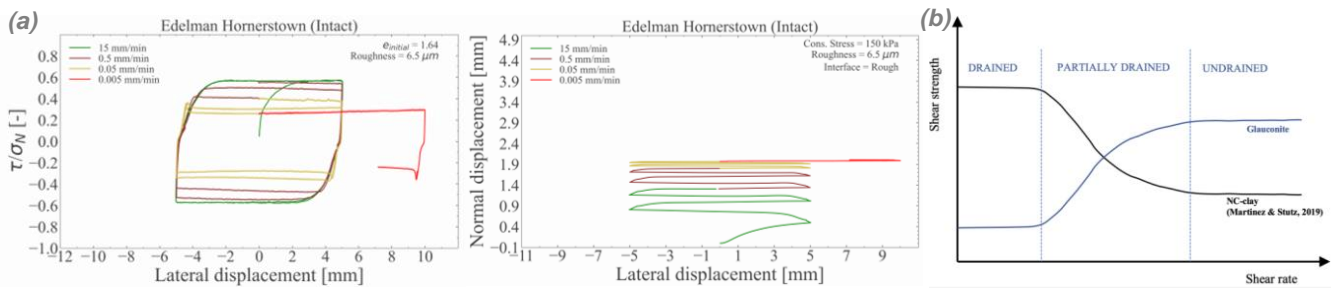 (a)
Edelman Hornerstown (Intact)
15 mm/min
0.5 mm/min
0.05 mm/min
0.005 mm/min
e_initial = 1.64
Roughness = 6.5 μm
1.0
0.8
0.6
0.4
0.2
0.0
−0.2
−0.4
−0.6
−0.8
−1.0
τ/σ_N [-]
−12 −10 −8 −6 −4 −2 0 2 4 6 8 10 12
Lateral displacement [mm]
Edelman Hornerstown (Intact)
15 mm/min
0.5 mm/min
0.05 mm/min
0.005 mm/min
Cons. Stress = 150 kPa
Roughness = 6.5 μm
Interface = Rough
4.9
4.4
3.9
3.4
2.9
2.4
1.9
1.4
0.9
0.4
-0.1
Normal displacement [mm]
−11 −9 −7 −5 −3 −1 1 3 5 7 9 11
Lateral displacement [mm]
(b)
Shear strength
DRAINED PARTIALLY DRAINED UNDRAINED
Glauconite
NC-clay
(Martinez & Stutz, 2019)
Shear rate